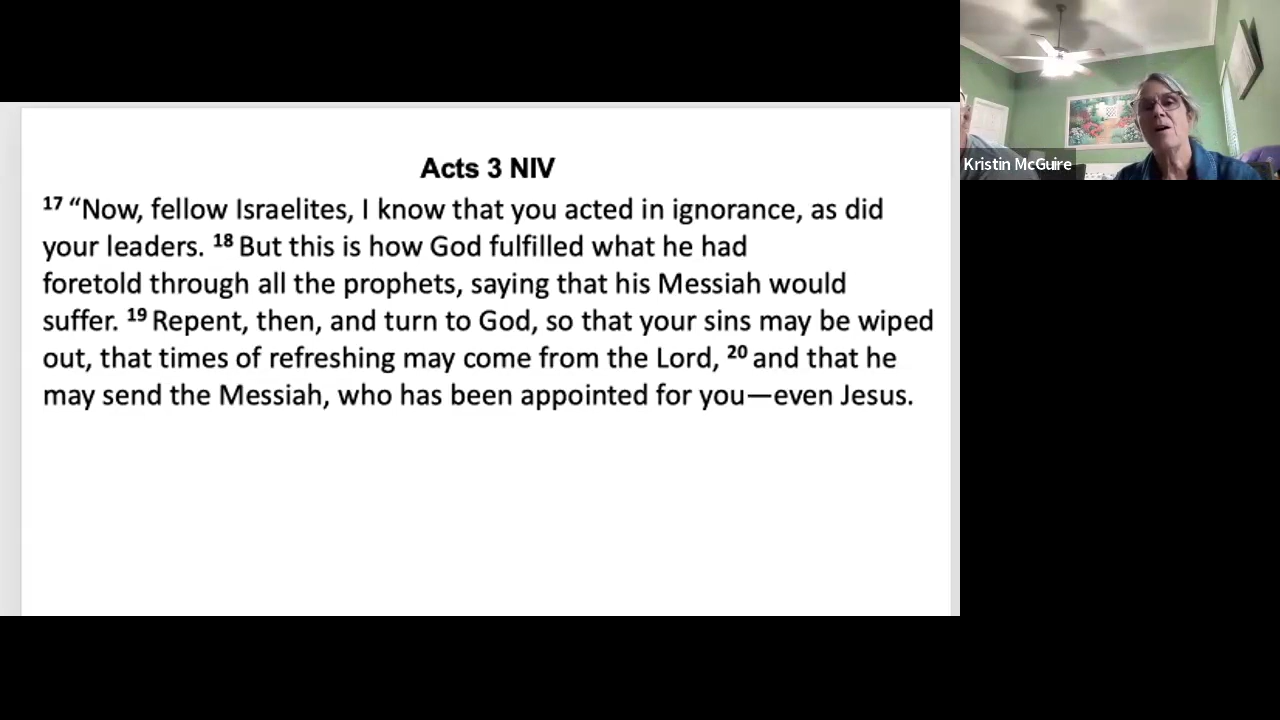 Acts 3 NIV
17 “Now, fellow Israelites, I know that you acted in ignorance, as did
your leaders. 18 But this is how God fulfilled what he had
foretold through all the prophets, saying that his Messiah would
suffer. 19 Repent, then, and turn to God, so that your sins may be wiped
out, that times of refreshing may come from the Lord, 20 and that he
may send the Messiah, who has been appointed for you—even Jesus.
Kristin McGuire